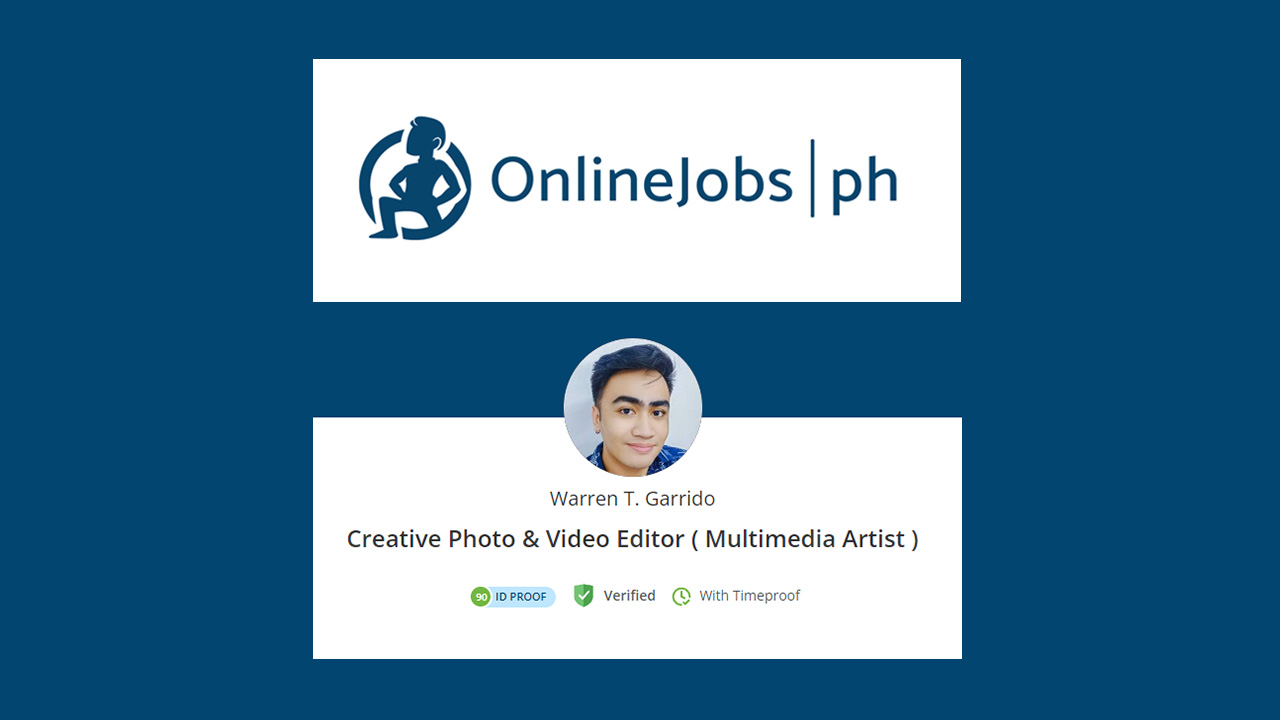 OnlineJobs|ph
Warren T. Garrido
Creative Photo & Video Editor ( Multimedia Artist )
90 ID PROOF Verified With Timeproof